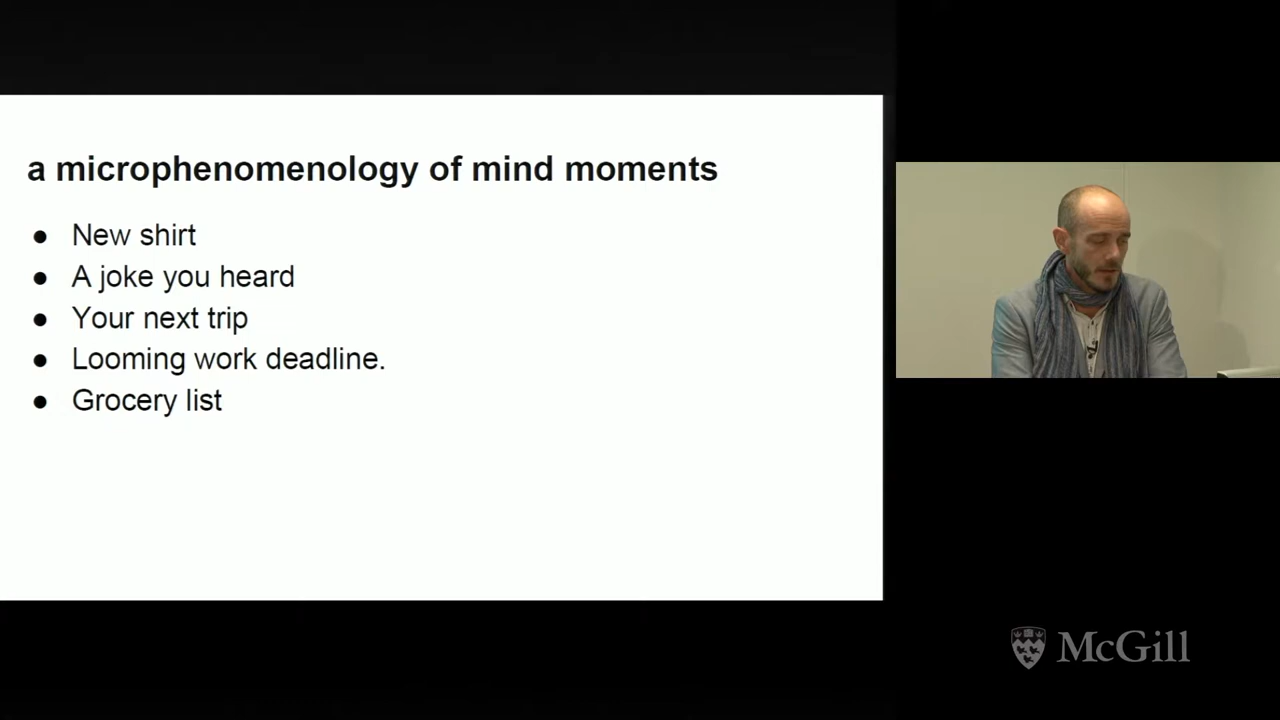 a microphenomenology of mind moments
● New shirt
● A joke you heard
● Your next trip
● Looming work deadline.
● Grocery list
McGill